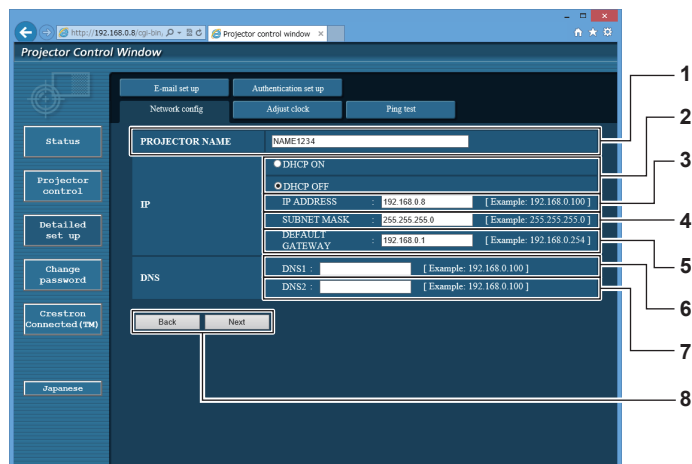 http://192.168.0.8/cgi-bin, Projector control window ×
Projector Control Window
E-mail set up Authentication set up
Network config Adjust clock Ping test
Status
Projector control
Detailed set up
Change password
Crestron Connected(TM)
Japanese
PROJECTOR NAME NAME1234
IP
DHCP ON
DHCP OFF
IP ADDRESS : 192.168.0.8 [ Example: 192.168.0.100 ]
SUBNET MASK : 255.255.255.0 [ Example: 255.255.255.0 ]
DEFAULT GATEWAY : 192.168.0.1 [ Example: 192.168.0.254 ]
DNS
DNS1 : [ Example: 192.168.0.100 ]
DNS2 : [ Example: 192.168.0.100 ]
Back Next
1
2
3
4
5
6
7
8